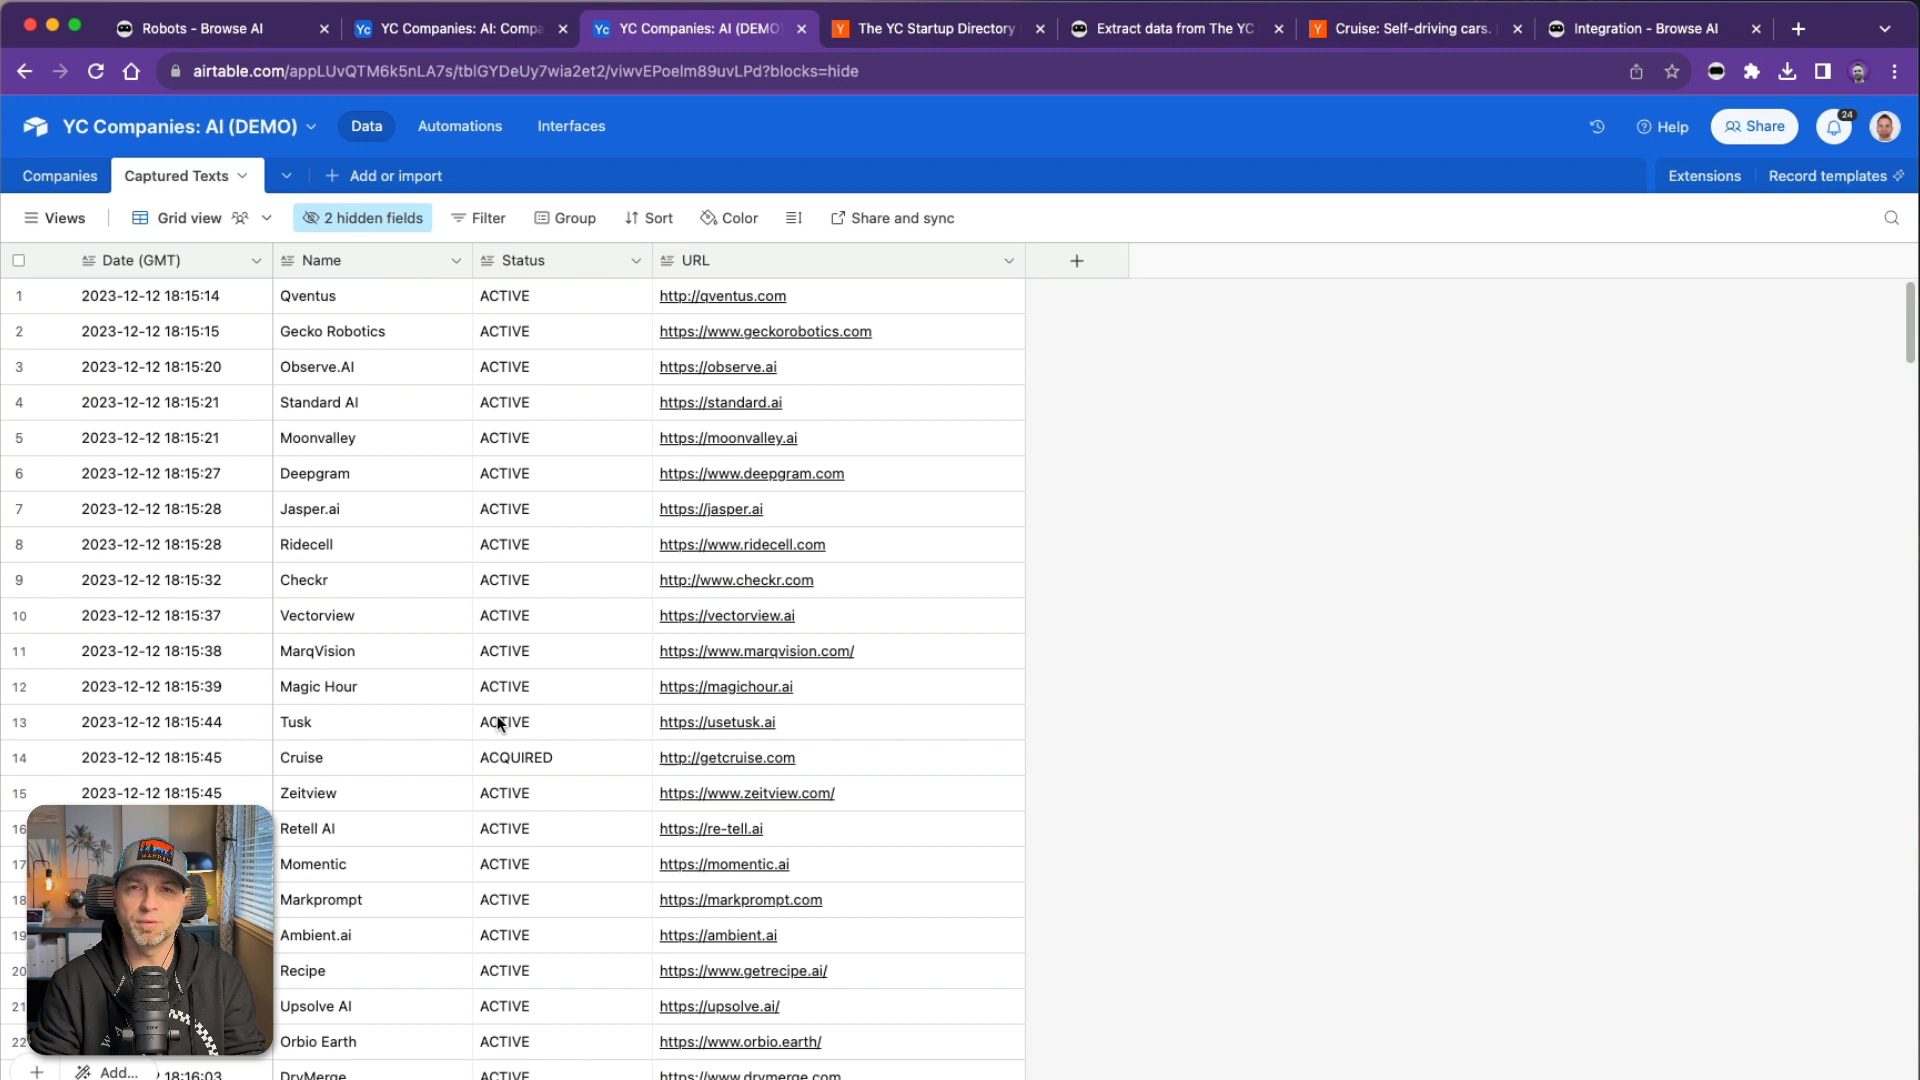 Robots - Browse AI
YC Companies: AI: Compa
YC Companies: AI (DEMO
The YC Startup Directory
Extract data from The YC
Cruise: Self-driving cars.
Integration - Browse AI
airtable.com/appLUvQTM6k5nLA7s/tblGYDeUy7wia2et2/viwvEPoelm89uvLPd?blocks=hide
YC Companies: AI (DEMO) Data Automations Interfaces Help Share 24
Companies Captured Texts Add or import Extensions Record templates
Views Grid view 2 hidden fields Filter Group Sort Color Share and sync
Date (GMT) Name Status URL
1 2023-12-12 18:15:14 Qventus ACTIVE http://qventus.com
2 2023-12-12 18:15:15 Gecko Robotics ACTIVE https://www.geckorobotics.com
3 2023-12-12 18:15:20 Observe.AI ACTIVE https://observe.ai
4 2023-12-12 18:15:21 Standard AI ACTIVE https://standard.ai
5 2023-12-12 18:15:21 Moonvalley ACTIVE https://moonvalley.ai
6 2023-12-12 18:15:27 Deepgram ACTIVE https://www.deepgram.com
7 2023-12-12 18:15:28 Jasper.ai ACTIVE https://jasper.ai
8 2023-12-12 18:15:28 Ridecell ACTIVE https://www.ridecell.com
9 2023-12-12 18:15:32 Checkr ACTIVE http://www.checkr.com
10 2023-12-12 18:15:37 Vectorview ACTIVE https://vectorview.ai
11 2023-12-12 18:15:38 MarqVision ACTIVE https://www.marqvision.com/
12 2023-12-12 18:15:39 Magic Hour ACTIVE https://magichour.ai
13 2023-12-12 18:15:44 Tusk ACTIVE https://usetusk.ai
14 2023-12-12 18:15:45 Cruise ACQUIRED http://getcruise.com
15 2023-12-12 18:15:45 Zeitview ACTIVE https://www.zeitview.com/
16 Retell AI ACTIVE https://re-tell.ai
17 Momentic ACTIVE https://momentic.ai
18 Markprompt ACTIVE https://markprompt.com
19 Ambient.ai ACTIVE https://ambient.ai
20 Recipe ACTIVE https://www.getrecipe.ai/
21 Upsolve AI ACTIVE https://upsolve.ai/
22 Orbio Earth ACTIVE https://www.orbio.earth/
Add... 18:16:03 DryMerge ACTIVE https://www.drymerge.com